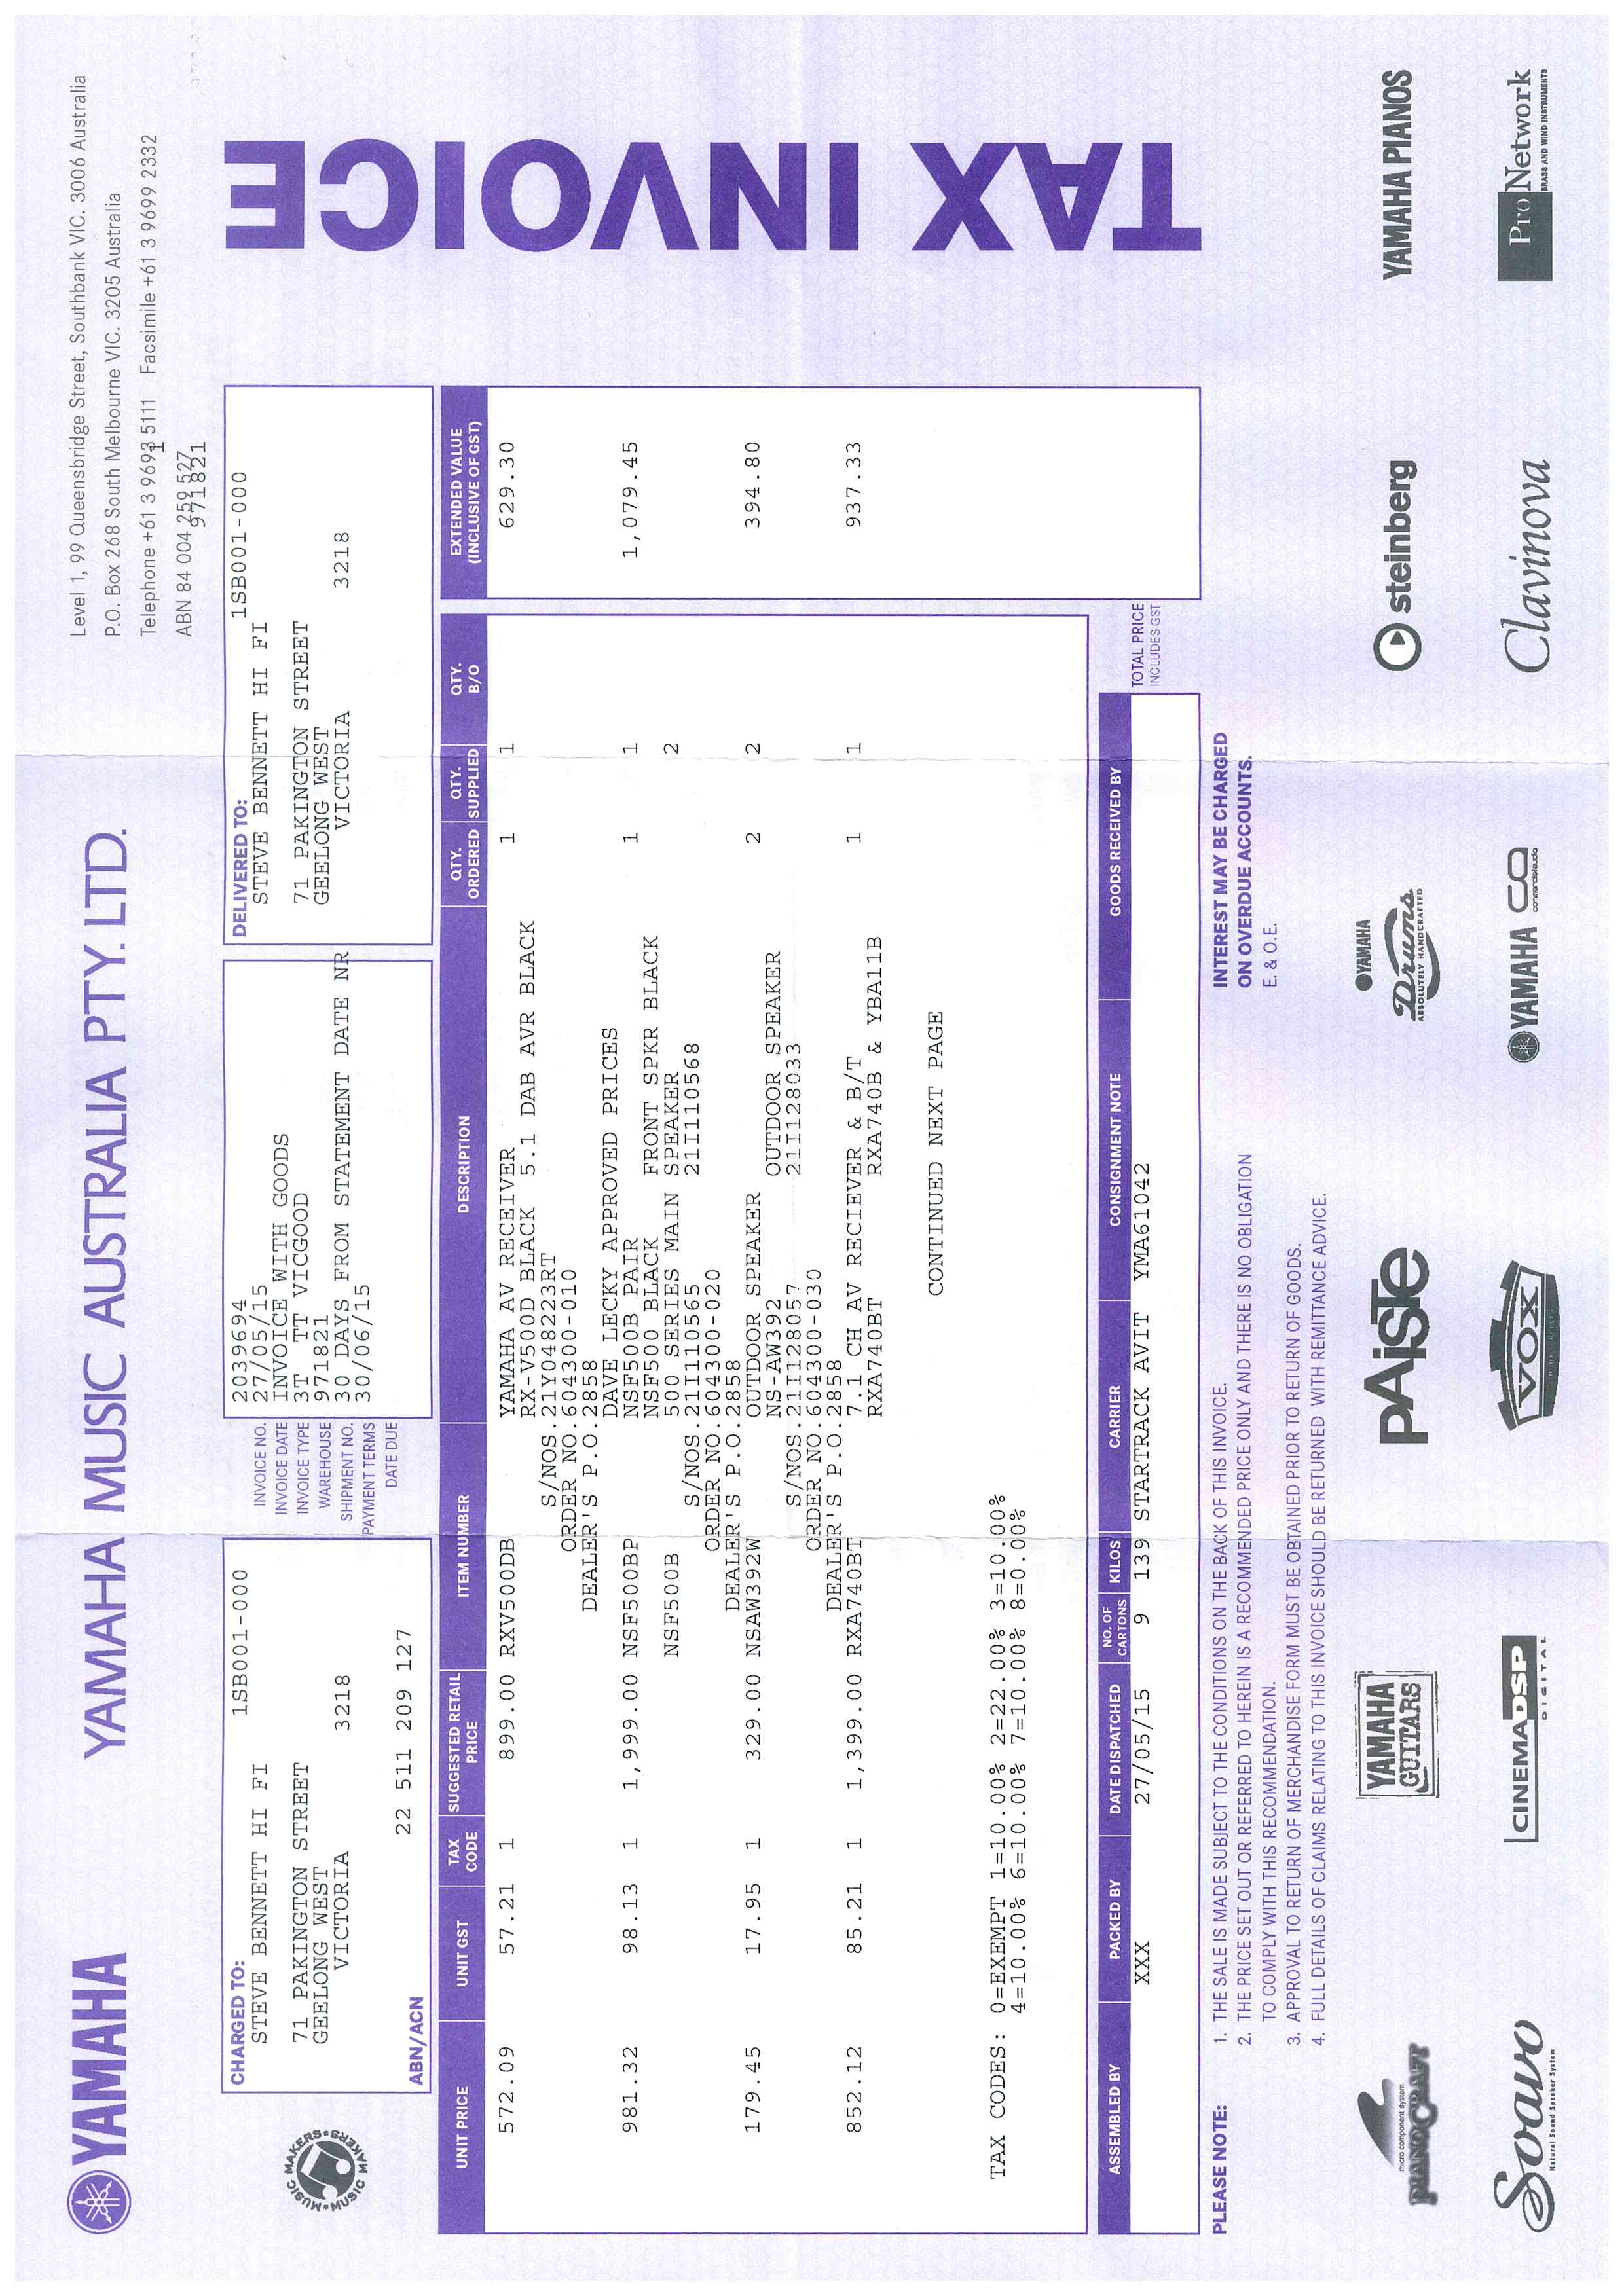 YAMAHA
YAMAHA MUSIC AUSTRALIA PTY. LTD.
Level 1, 99 Queensbridge Street, Southbank VIC. 3006 Australia
P.O. Box 268 South Melbourne VIC. 3205 Australia
Telephone +61 3 9693 5111 Facsimile +61 3 9699 2332
1
ABN 84 004 259 527
971821
TAX INVOICE
MUSIC MAKERS • MUSIC MAKERS
CHARGED TO: 1SB001-000
STEVE BENNETT HI FI
71 PAKINGTON STREET
GEELONG WEST
VICTORIA 3218
22 511 209 127
ABN/ACN
INVOICE NO. 2039694
INVOICE DATE 27/05/15
INVOICE TYPE INVOICE WITH GOODS
WAREHOUSE 3T TT VICGOOD
SHIPMENT NO. 971821
PAYMENT TERMS 30 DAYS FROM STATEMENT DATE NR
DATE DUE 30/06/15
DELIVERED TO: 1SB001-000
STEVE BENNETT HI FI
71 PAKINGTON STREET
GEELONG WEST
VICTORIA 3218
UNIT PRICE UNIT GST TAX CODE SUGGESTED RETAIL PRICE ITEM NUMBER DESCRIPTION QTY. ORDERED QTY. SUPPLIED QTY. B/O EXTENDED VALUE (INCLUSIVE OF GST)
572.09 57.21 1 899.00 RXV500DB YAMAHA AV RECEIVER 1 1 629.30
RX-V500D BLACK 5.1 DAB AVR BLACK
S/NOS.21Y048223RT
ORDER NO.604300-010
DEALER'S P.O.2858
DAVE LECKY APPROVED PRICES
981.32 98.13 1 1,999.00 NSF500BP NSF500B PAIR 1 1 1,079.45
NSF500 BLACK FRONT SPKR BLACK
NSF500B 500 SERIES MAIN SPEAKER 2
S/NOS.21I110565 21I110568
ORDER NO.604300-020
DEALER'S P.O.2858
179.45 17.95 1 329.00 NSAW392W OUTDOOR SPEAKER 2 2 394.80
NS-AW392 OUTDOOR SPEAKER
S/NOS.21I128057 21I128033
ORDER NO.604300-030
DEALER'S P.O.2858
852.12 85.21 1 1,399.00 RXA740BT 7.1 CH AV RECIEVER & B/T 1 1 937.33
RXA740BT RXA740B & YBA11B
CONTINUED NEXT PAGE
TAX CODES: 0=EXEMPT 1=10.00% 2=22.00% 3=10.00%
4=10.00% 6=10.00% 7=10.00% 8=0.00%
ASSEMBLED BY PACKED BY DATE DISPATCHED NO. OF CARTONS KILOS CARRIER CONSIGNMENT NOTE GOODS RECEIVED BY TOTAL PRICE INCLUDES GST
XXX 27/05/15 9 139 STARTRACK AVIT YMA61042
PLEASE NOTE:
1. THE SALE IS MADE SUBJECT TO THE CONDITIONS ON THE BACK OF THIS INVOICE.
2. THE PRICE SET OUT OR REFERRED TO HEREIN IS A RECOMMENDED PRICE ONLY AND THERE IS NO OBLIGATION
TO COMPLY WITH THIS RECOMMENDATION.
3. APPROVAL TO RETURN OF MERCHANDISE FORM MUST BE OBTAINED PRIOR TO RETURN OF GOODS.
4. FULL DETAILS OF CLAIMS RELATING TO THIS INVOICE SHOULD BE RETURNED WITH REMITTANCE ADVICE.
INTEREST MAY BE CHARGED
ON OVERDUE ACCOUNTS.
E. & O.E.
micro component system
PIANOCRAFT
YAMAHA
GUITARS
PAiSTe
YAMAHA
Drums
ABSOLUTELY HANDCRAFTED
steinberg
YAMAHA PIANOS
Soavo
Natural Sound Speaker System
CINEMA DSP
DIGITAL
VOX
YAMAHA CA
commercialaudio
Clavinova
Pro Network
BRASS AND WIND INSTRUMENTS